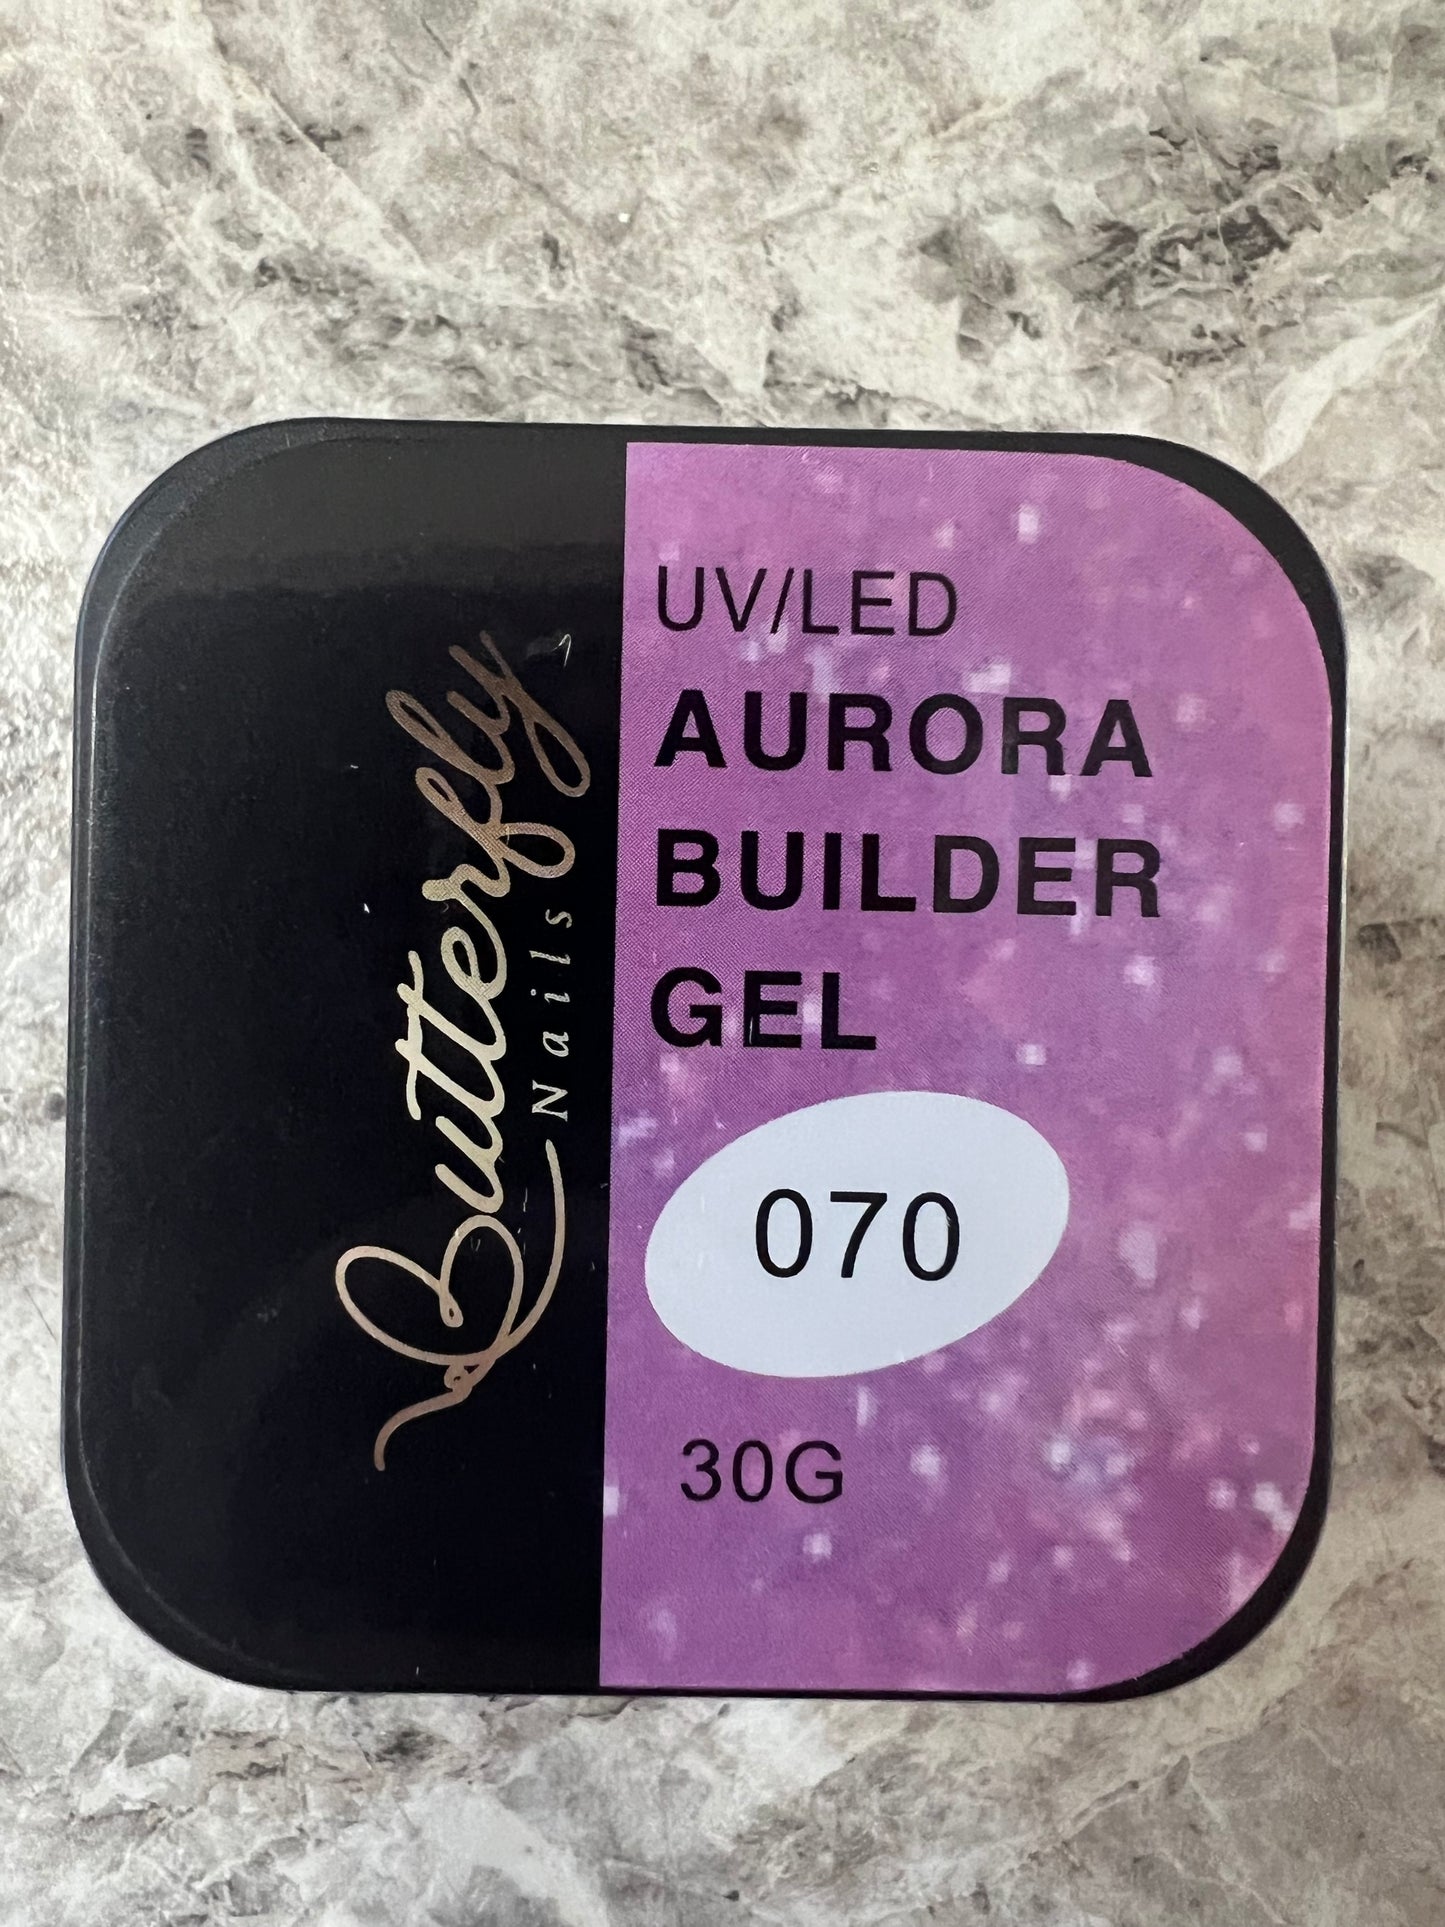 Butterfly
Nails
UV/LED
AURORA
BUILDER
GEL
070
30G